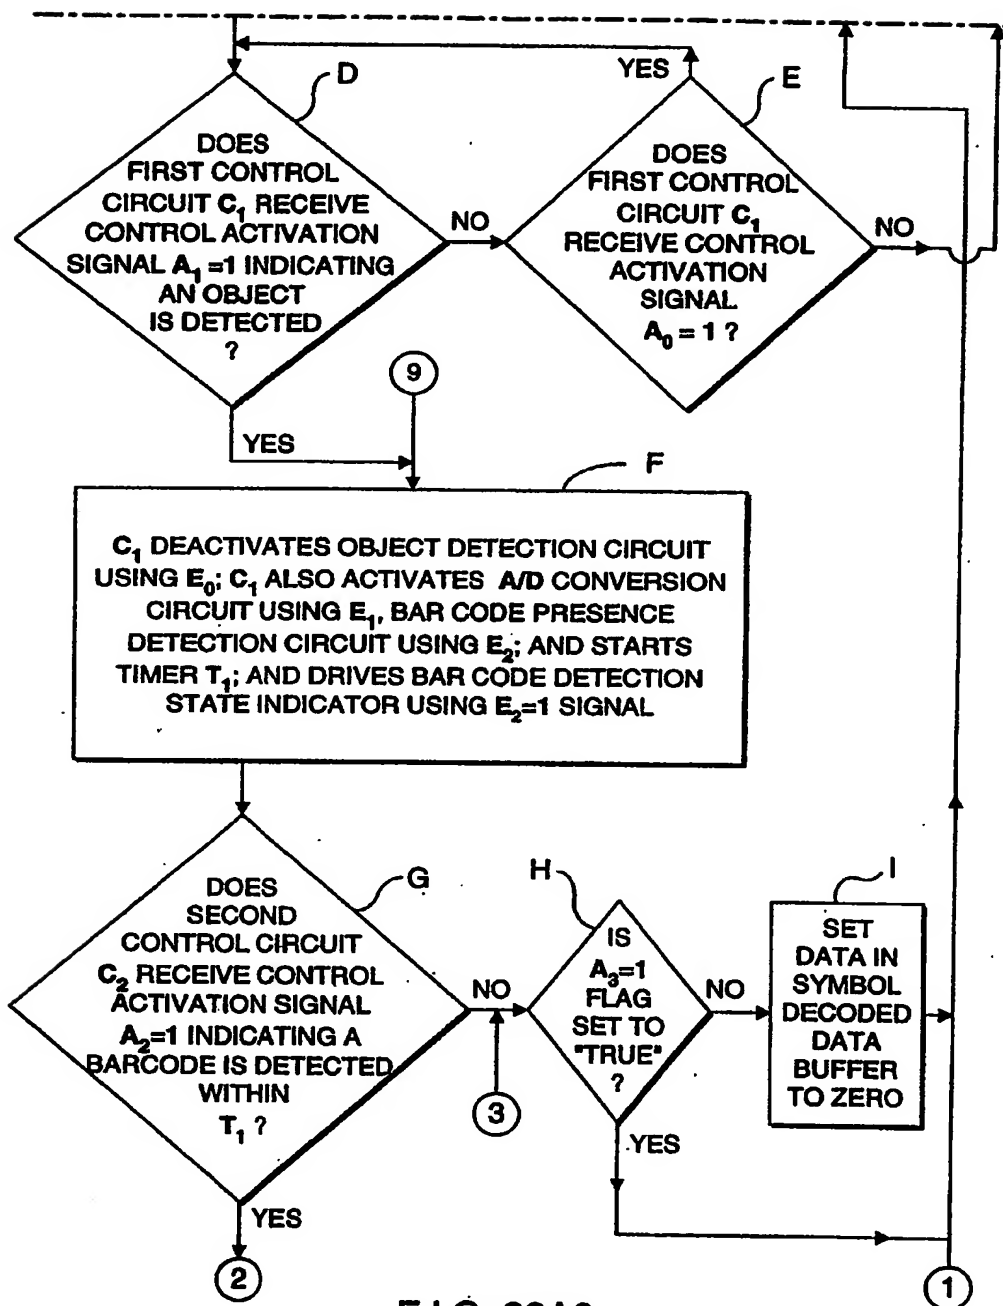 D
DOES
FIRST CONTROL
CIRCUIT C₁ RECEIVE
CONTROL ACTIVATION
SIGNAL A₁ =1 INDICATING
AN OBJECT
IS DETECTED
?
NO
YES
YES
E
DOES
FIRST CONTROL
CIRCUIT C₁
RECEIVE CONTROL
ACTIVATION
SIGNAL
A₀ = 1 ?
NO
9
F
C₁ DEACTIVATES OBJECT DETECTION CIRCUIT
USING E₀; C₁ ALSO ACTIVATES A/D CONVERSION
CIRCUIT USING E₁, BAR CODE PRESENCE
DETECTION CIRCUIT USING E₂; AND STARTS
TIMER T₁; AND DRIVES BAR CODE DETECTION
STATE INDICATOR USING E₂=1 SIGNAL
G
DOES
SECOND
CONTROL CIRCUIT
C₂ RECEIVE CONTROL
ACTIVATION SIGNAL
A₂=1 INDICATING A
BARCODE IS DETECTED
WITHIN
T₁ ?
NO
3
YES
2
H
IS
A₃=1
FLAG
SET TO
"TRUE"
?
NO
YES
I
SET
DATA IN
SYMBOL
DECODED
DATA
BUFFER
TO ZERO
1